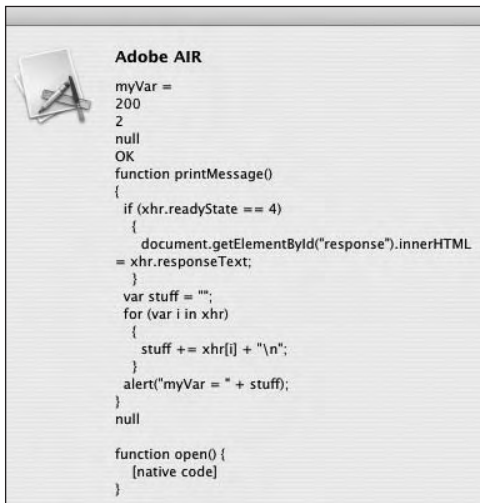 Adobe AIR
myVar =
200
2
null
OK
function printMessage()
{
if (xhr.readyState == 4)
{
document.getElementById("response").innerHTML
= xhr.responseText;
}
var stuff = "";
for (var i in xhr)
{
stuff += xhr[i] + "\n";
}
alert("myVar = " + stuff);
}
null
function open() {
[native code]
}